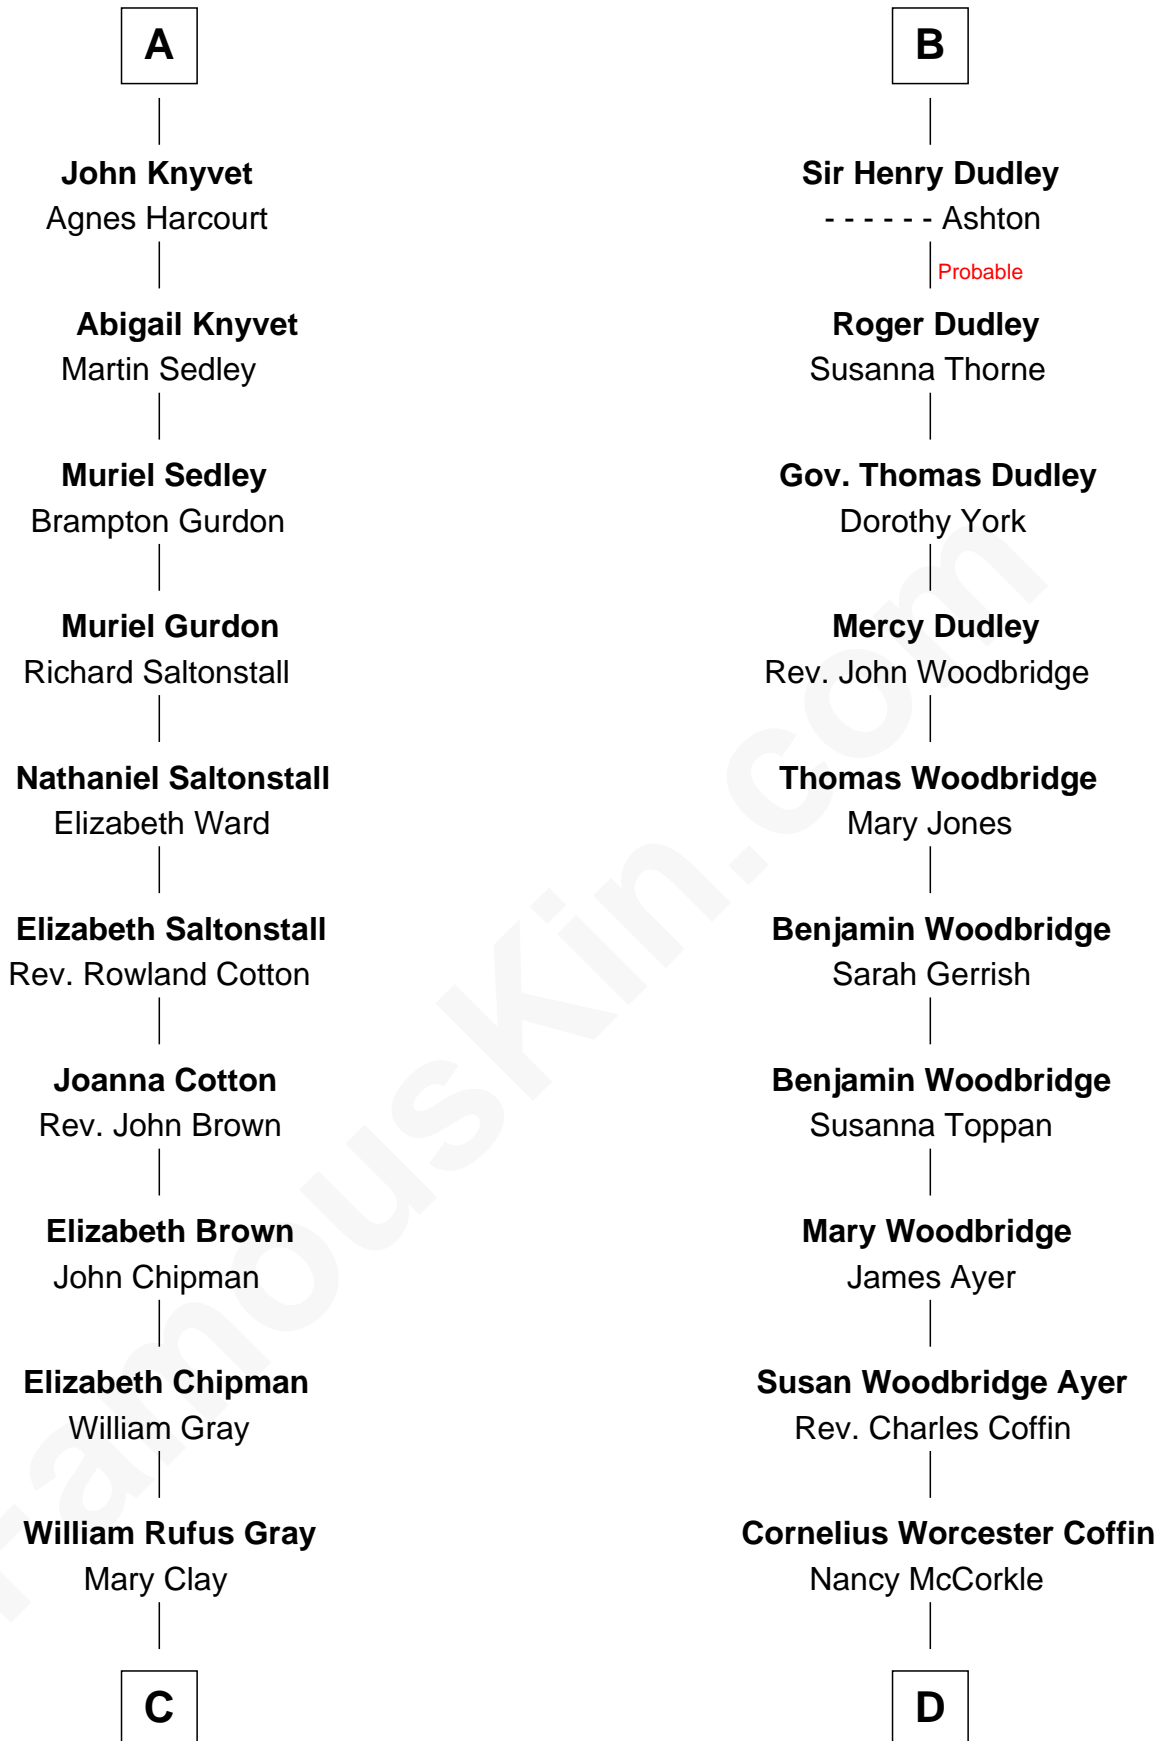 A
John Knyvet
Agnes Harcourt
Abigail Knyvet
Martin Sedley
Muriel Sedley
Brampton Gurdon
Muriel Gurdon
Richard Saltonstall
Nathaniel Saltonstall
Elizabeth Ward
Elizabeth Saltonstall
Rev. Rowland Cotton
Joanna Cotton
Rev. John Brown
Elizabeth Brown
John Chipman
Elizabeth Chipman
William Gray
William Rufus Gray
Mary Clay
C
B
Sir Henry Dudley
- - - - - - Ashton
Probable
Roger Dudley
Susanna Thorne
Gov. Thomas Dudley
Dorothy York
Mercy Dudley
Rev. John Woodbridge
Thomas Woodbridge
Mary Jones
Benjamin Woodbridge
Sarah Gerrish
Benjamin Woodbridge
Susanna Toppan
Mary Woodbridge
James Ayer
Susan Woodbridge Ayer
Rev. Charles Coffin
Cornelius Worcester Coffin
Nancy McCorkle
D
FamousKin.com